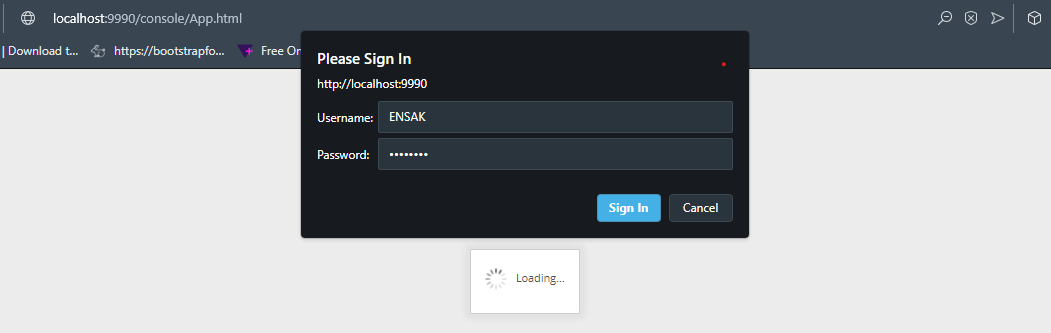 localhost:9990/console/App.html
| Download t...
https://bootstrapfo...
Free On
Please Sign In
http://localhost:9990
Username: ENSAK
Password: ••••••••
Sign In
Cancel
Loading...